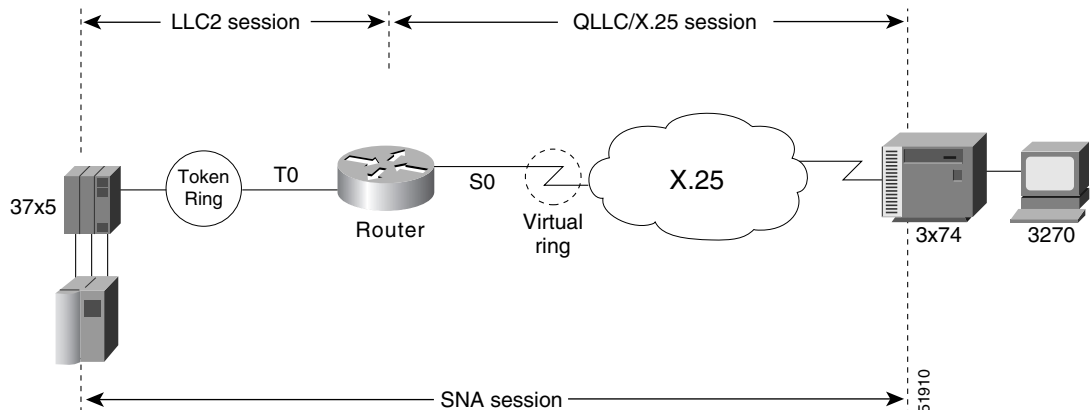 LLC2 session
QLLC/X.25 session
Token
Ring
T0
S0
X.25
37x5
Router
Virtual
ring
3x74
3270
SNA session
51910